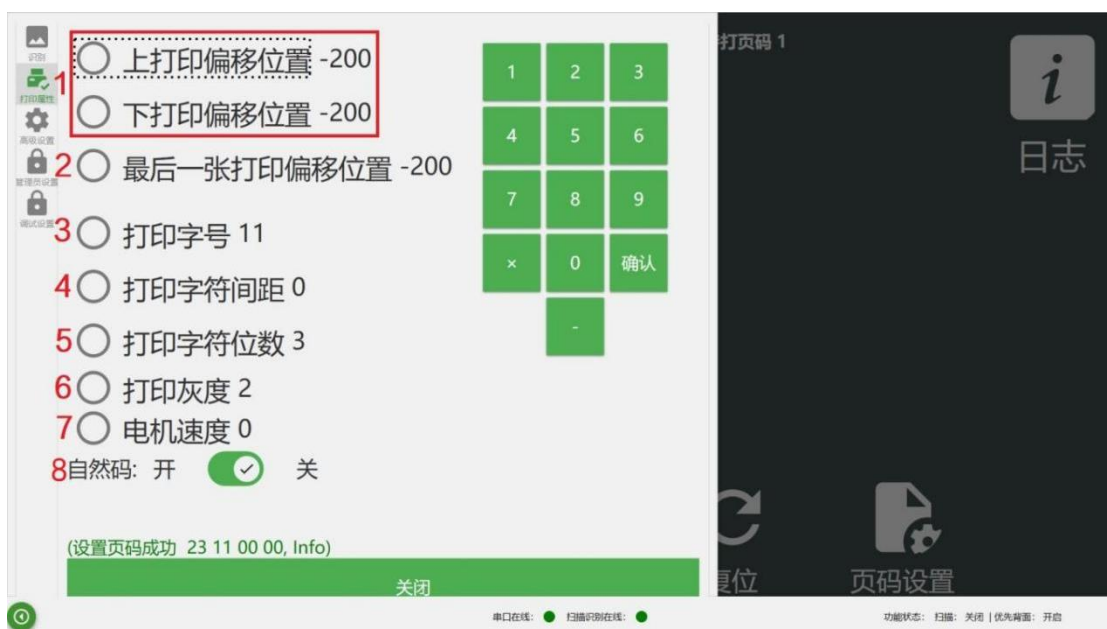 识别
打印属性
高级设置
管理员设置
调试设置
1
上打印偏移位置 -200
下打印偏移位置 -200
2 最后一张打印偏移位置 -200
3 打印字号 11
4 打印字符间距 0
5 打印字符位数 3
6 打印灰度 2
7 电机速度 0
8 自然码: 开 关
(设置页码成功 23 11 00 00, Info)
关闭
1 2 3
4 5 6
7 8 9
× 0 确认
-
打页码 1
i
日志
复位
页码设置
串口在线: 扫描识别在线:
功能状态: 扫描: 关闭 | 优先背面: 开启